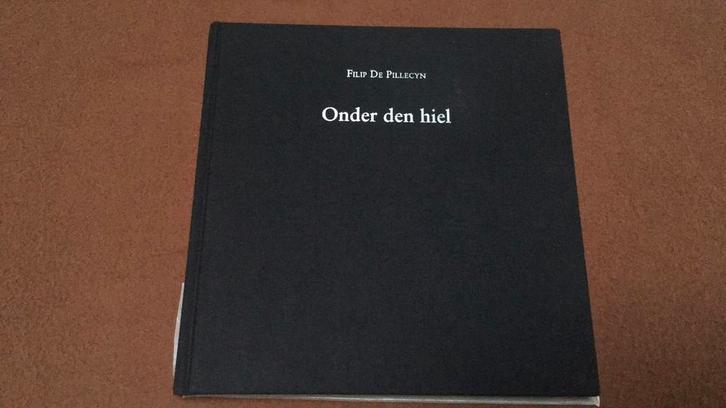 Filip De Pillecyn
Onder den hiel